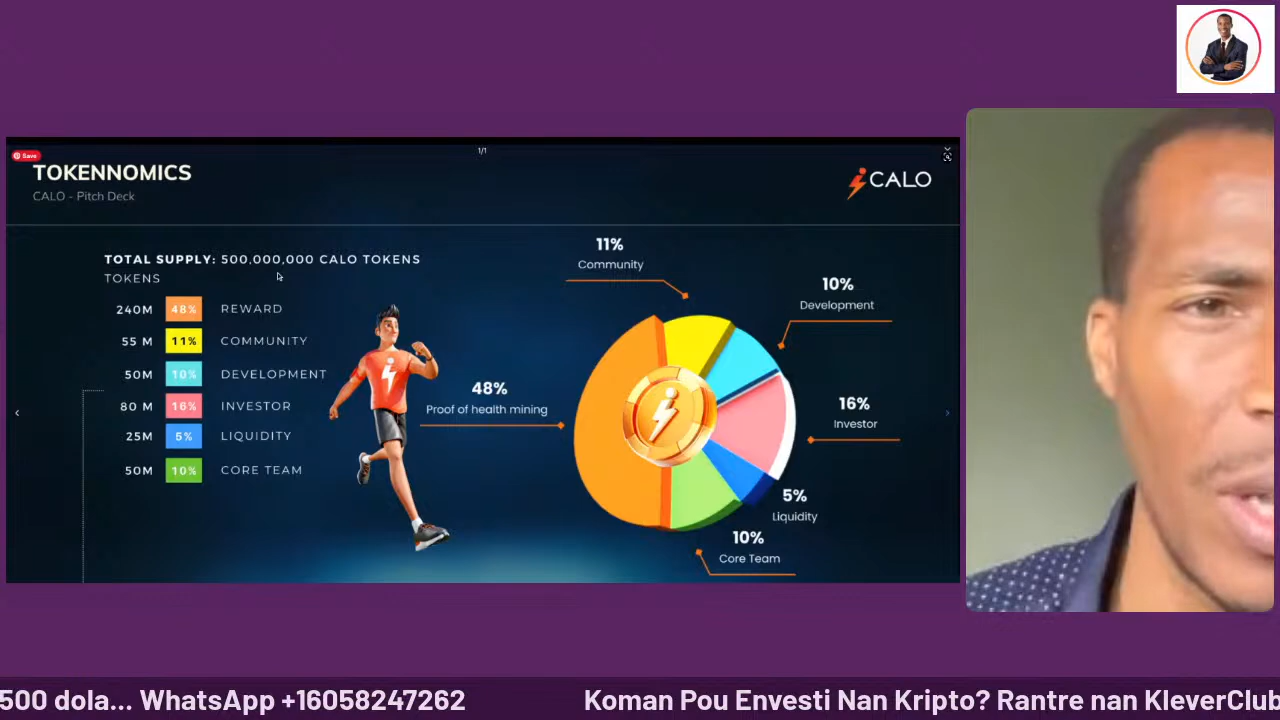 Save
1/1
TOKENNOMICS
CALO - Pitch Deck
CALO
TOTAL SUPPLY: 500,000,000 CALO TOKENS
TOKENS
240M 48% REWARD
55 M 11% COMMUNITY
50M 10% DEVELOPMENT
80 M 16% INVESTOR
25M 5% LIQUIDITY
50M 10% CORE TEAM
11%
Community
10%
Development
48%
Proof of health mining
16%
Investor
5%
Liquidity
10%
Core Team
500 dola... WhatsApp +16058247262 Koman Pou Envesti Nan Kripto? Rantre nan KleverClub